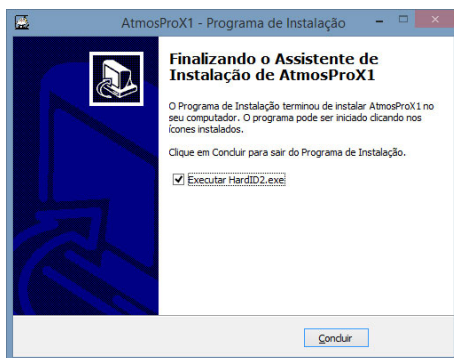 AtmosProX1 - Programa de Instalação
Finalizando o Assistente de
Instalação de AtmosProX1
O Programa de Instalação terminou de instalar AtmosProX1 no
seu computador. O programa pode ser iniciado clicando nos
ícones instalados.
Clique em Concluir para sair do Programa de Instalação.
Executar HardID2.exe
Concluir